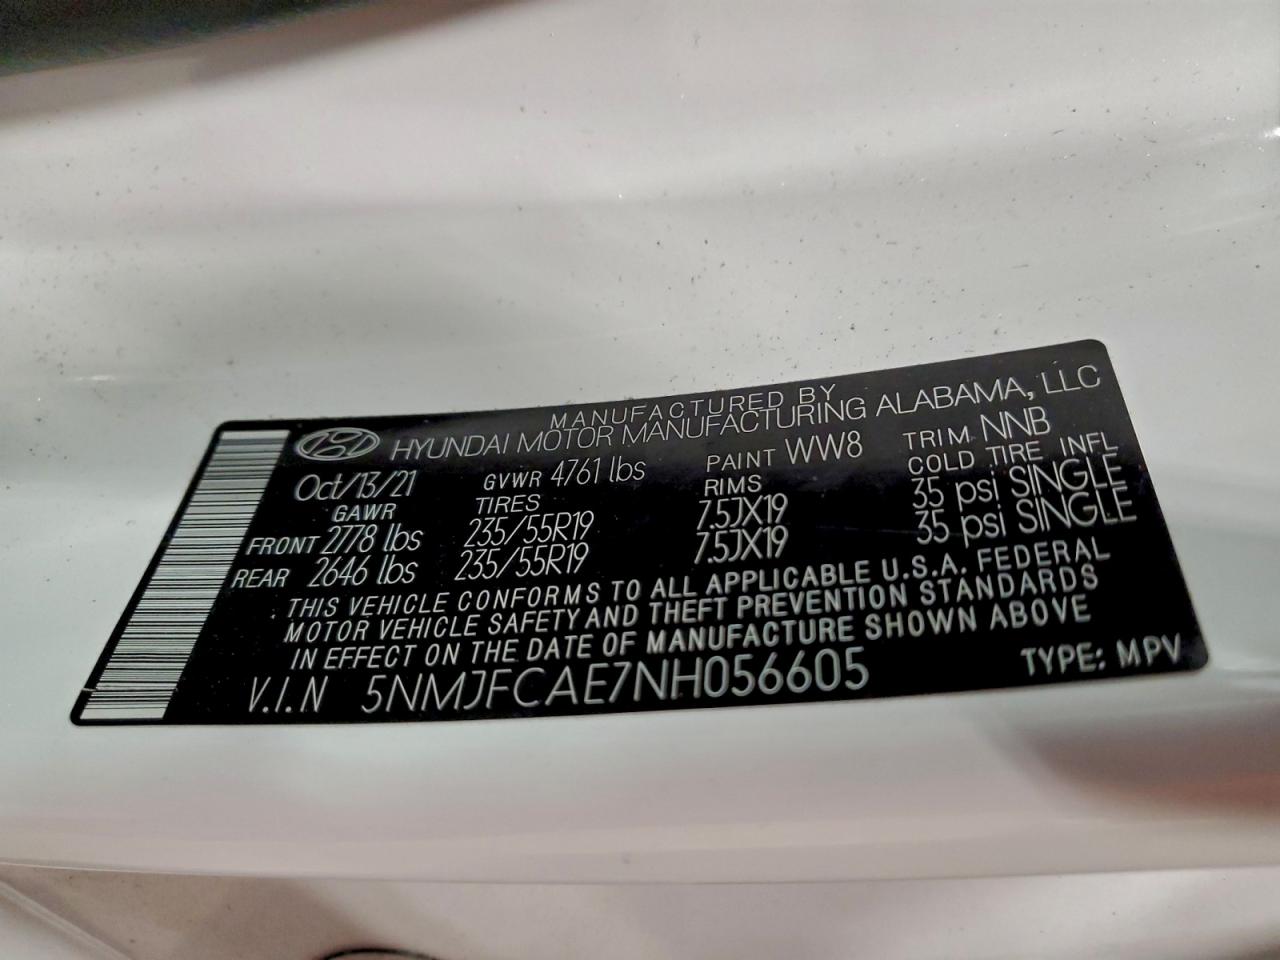 MANUFACTURED BY
HYUNDAI MOTOR MANUFACTURING ALABAMA, LLC
Oct/13/21 GVWR 4761 lbs PAINT WW8 TRIM NNB
GAWR TIRES RIMS COLD TIRE INFL
FRONT 2778 lbs 235/55R19 7.5JX19 35 psi SINGLE
REAR 2646 lbs 235/55R19 7.5JX19 35 psi SINGLE
THIS VEHICLE CONFORMS TO ALL APPLICABLE U.S.A. FEDERAL
MOTOR VEHICLE SAFETY AND THEFT PREVENTION STANDARDS
IN EFFECT ON THE DATE OF MANUFACTURE SHOWN ABOVE
V.I.N 5NMJFCAE7NH056605 TYPE: MPV